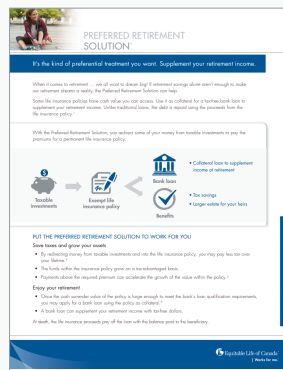 PREFERRED RETIREMENT
SOLUTION
It's the kind of preferential treatment you want. Supplement your retirement income.
When it comes to retirement ... we all want to dream big! If retirement savings alone aren't enough to make
our retirement dreams a reality, the Preferred Retirement Solution can help.
Some life insurance policies have cash value you can access. Use it as collateral for a tax-free bank loan to
supplement your retirement income. Unlike traditional loans, the debt is repaid using the proceeds from the
life insurance policy.¹
With the Preferred Retirement Solution, you redirect some of your money from taxable investments to pay the
premiums for a permanent life insurance policy.
Taxable
investments
Exempt life
insurance policy
Bank loan
Benefits
• Collateral loan to supplement
income at retirement
• Tax savings
• Larger estate for your heirs
PUT THE PREFERRED RETIREMENT SOLUTION TO WORK FOR YOU
Save taxes and grow your assets
• By redirecting money from taxable investments and into the life insurance policy, you may pay less tax over
your lifetime.²
• The funds within the insurance policy grow on a tax-advantaged basis.
• Payments above the required premium can accelerate the growth of the value within the policy.³
Enjoy your retirement
• Once the cash surrender value of the policy is large enough to meet the bank's loan qualification requirements,
you may apply for a bank loan using the policy as collateral.⁴
• A bank loan can supplement your retirement income with tax-free dollars.
At death, the life insurance proceeds pay off the loan with the balance paid to the beneficiary.
Equitable Life of Canada
Works for me.